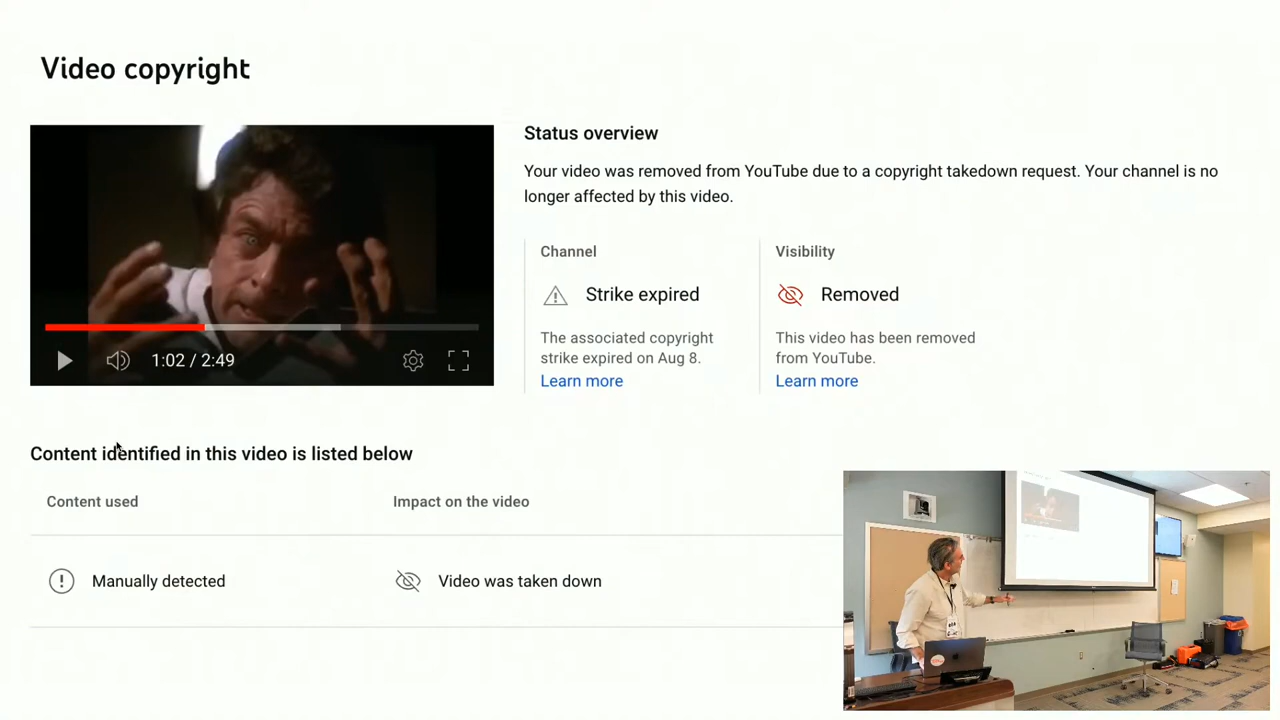 Video copyright
Status overview
Your video was removed from YouTube due to a copyright takedown request. Your channel is no
longer affected by this video.
Channel
Visibility
Strike expired
Removed
The associated copyright
strike expired on Aug 8.
Learn more
This video has been removed
from YouTube.
Learn more
1:02 / 2:49
Content identified in this video is listed below
Content used
Impact on the video
Manually detected
Video was taken down